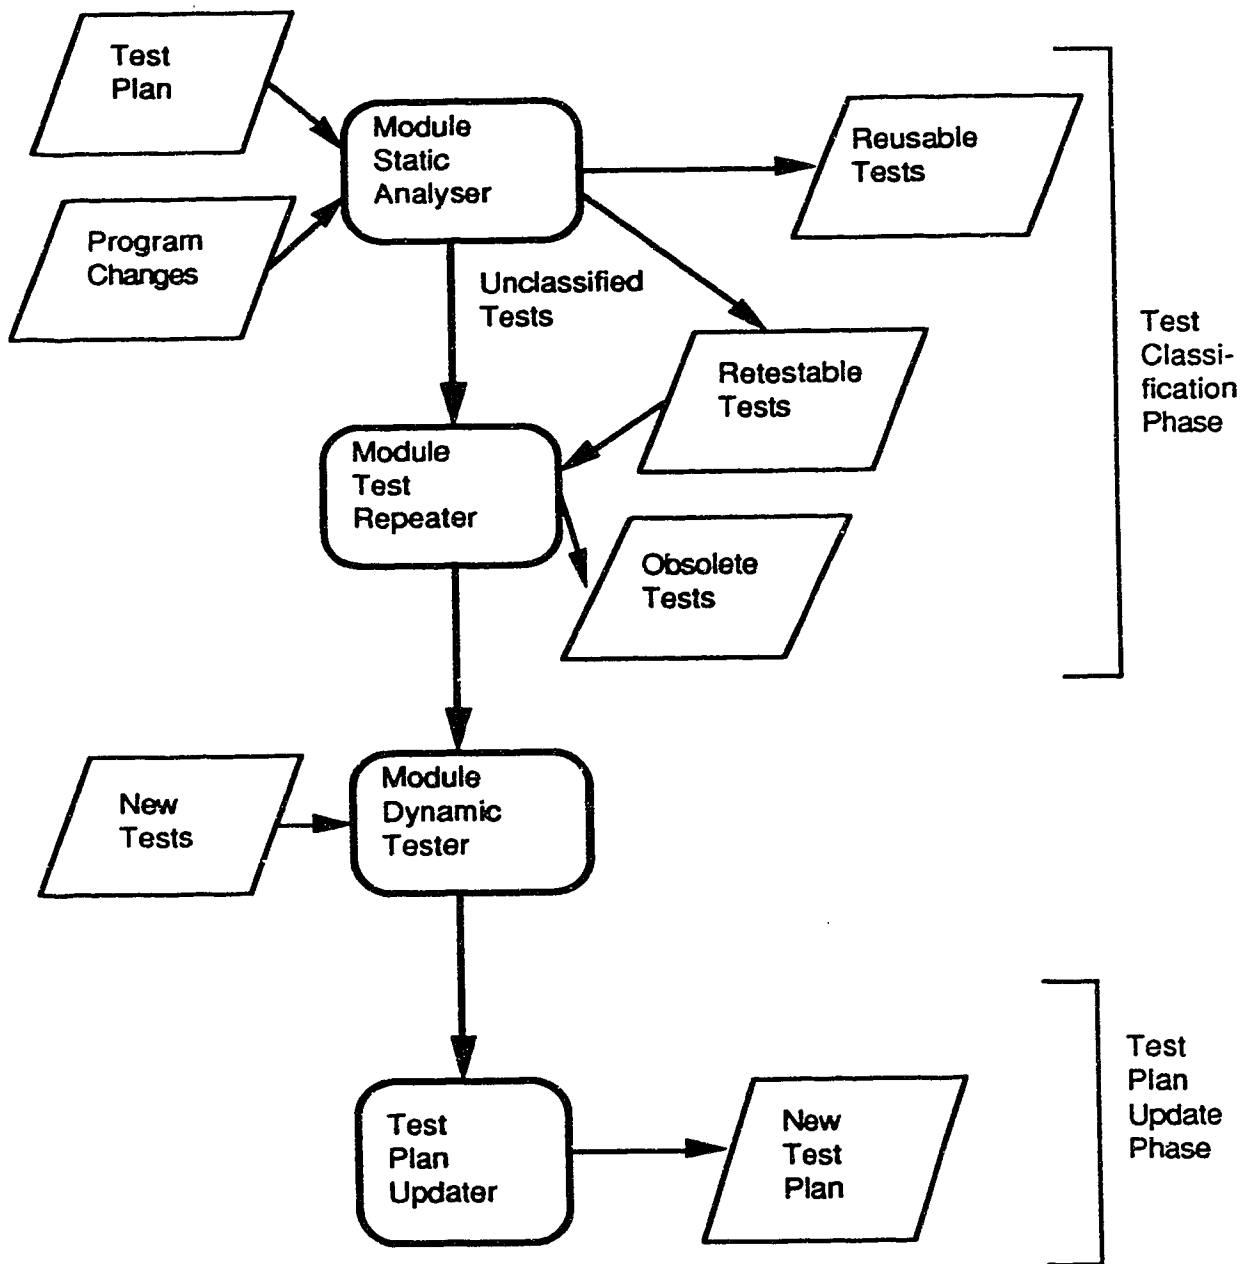 Test
Plan
Module
Static
Analyser
Reusable
Tests
Program
Changes
Unclassified
Tests
Retestable
Tests
Test
Classi-
fication
Phase
Module
Test
Repeater
Obsolete
Tests
New
Tests
Module
Dynamic
Tester
Test
Plan
Updater
New
Test
Plan
Test
Plan
Update
Phase